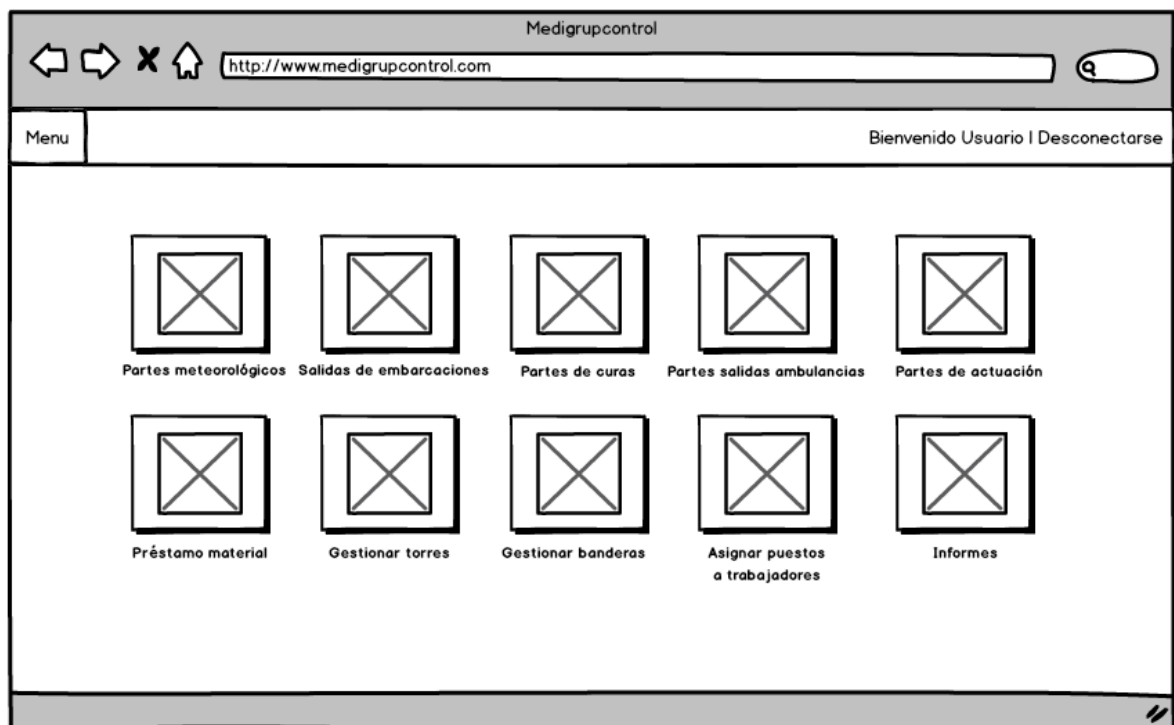 Medigrupcontrol
http://www.medigrupcontrol.com
Menu
Bienvenido Usuario | Desconectarse
Partes meteorológicos
Salidas de embarcaciones
Partes de curas
Partes salidas ambulancias
Partes de actuación
Préstamo material
Gestionar torres
Gestionar banderas
Asignar puestos
a trabajadores
Informes